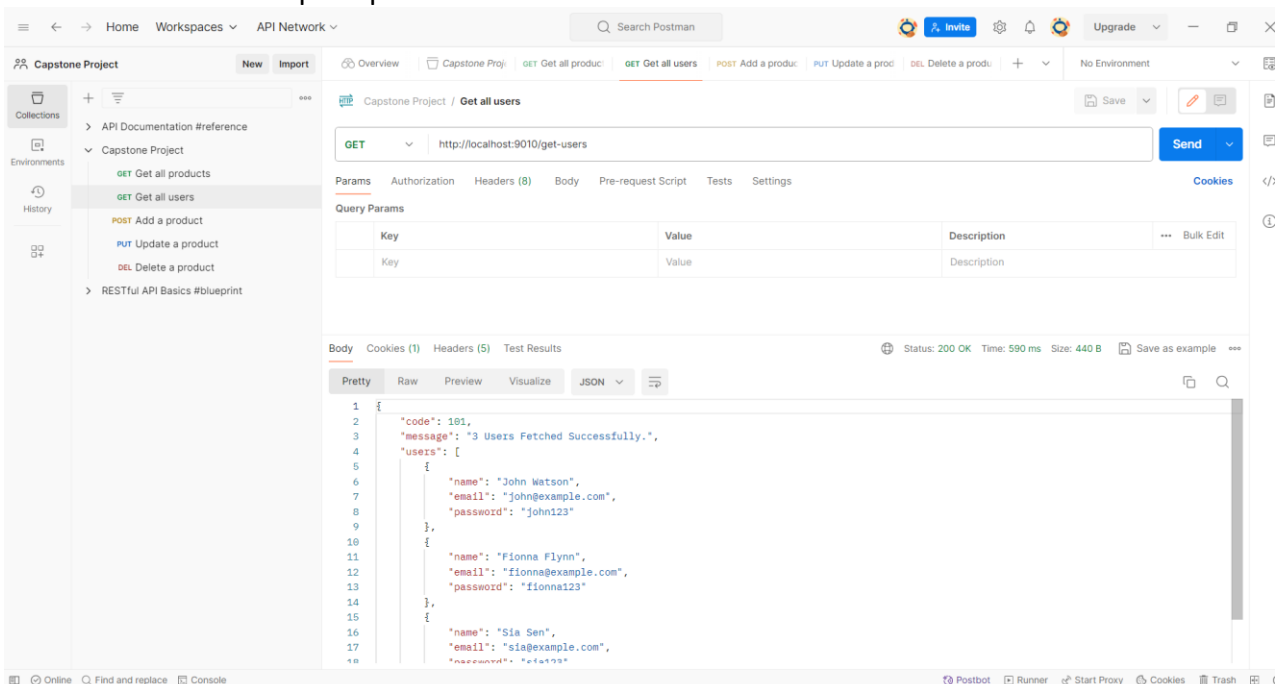 Home Workspaces API Network Search Postman Invite Upgrade
Capstone Project New Import Overview Capstone Proj GET Get all produc GET Get all users POST Add a produc PUT Update a prod DEL Delete a produ No Environment
Collections
Environments
History
API Documentation #reference
Capstone Project
GET Get all products
GET Get all users
POST Add a product
PUT Update a product
DEL Delete a product
RESTful API Basics #blueprint
HTTP Capstone Project / Get all users Save
GET http://localhost:9010/get-users Send
Params Authorization Headers (8) Body Pre-request Script Tests Settings Cookies
Query Params
Key Value Description Bulk Edit
Key Value Description
Body Cookies (1) Headers (5) Test Results Status: 200 OK Time: 590 ms Size: 440 B Save as example
Pretty Raw Preview Visualize JSON
1 {
2 "code": 101,
3 "message": "3 Users Fetched Successfully.",
4 "users": [
5 {
6 "name": "John Watson",
7 "email": "john@example.com",
8 "password": "john123"
9 },
10 {
11 "name": "Fionna Flynn",
12 "email": "fionna@example.com",
13 "password": "fionna123"
14 },
15 {
16 "name": "Sia Sen",
17 "email": "sia@example.com",
18 "password": "sia123"
Online Find and replace Console Postbot Runner Start Proxy Cookies Trash